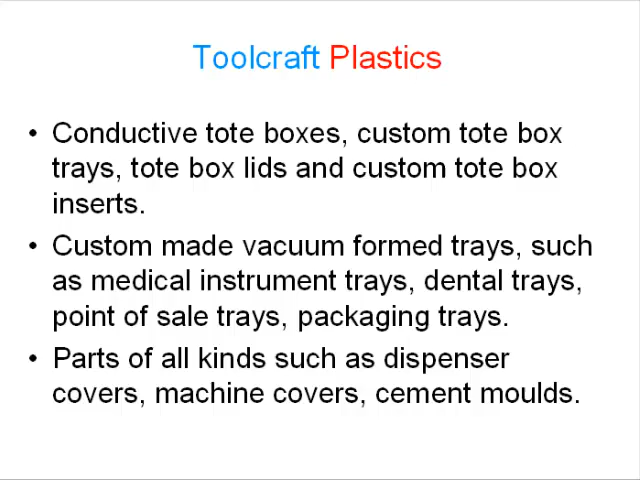 Toolcraft Plastics
• Conductive tote boxes, custom tote box
trays, tote box lids and custom tote box
inserts.
• Custom made vacuum formed trays, such
as medical instrument trays, dental trays,
point of sale trays, packaging trays.
• Parts of all kinds such as dispenser
covers, machine covers, cement moulds.